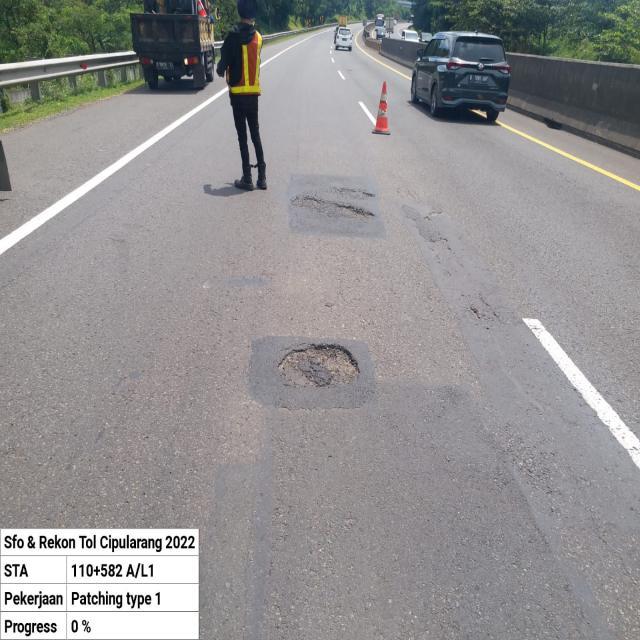 Sfo & Rekon Tol Cipularang 2022
STA 110+582 A/L1
Pekerjaan Patching type 1
Progress 0 %